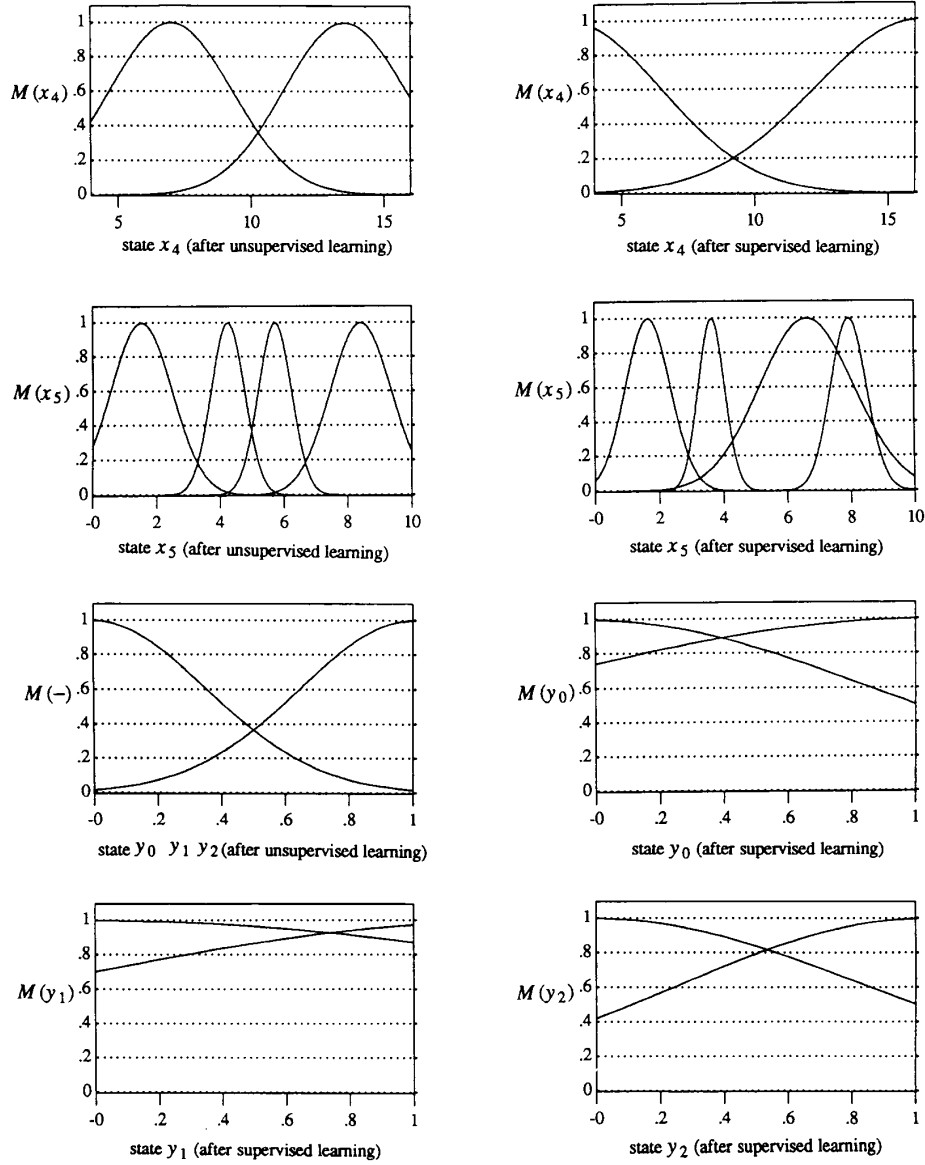 1
.8
M(x₄) .6
.4
.2
0
5 10 15
state x₄ (after unsupervised learning)
1
.8
M(x₄) .6
.4
.2
0
5 10 15
state x₄ (after supervised learning)
1
.8
M(x₅) .6
.4
.2
0
-0 2 4 6 8 10
state x₅ (after unsupervised learning)
1
.8
M(x₅) .6
.4
.2
0
-0 2 4 6 8 10
state x₅ (after supervised learning)
1
.8
M(−) .6
.4
.2
0
-0 .2 .4 .6 .8 1
state y₀ y₁ y₂ (after unsupervised learning)
1
.8
M(y₀) .6
.4
.2
0
-0 .2 .4 .6 .8 1
state y₀ (after supervised learning)
1
.8
M(y₁) .6
.4
.2
0
-0 .2 .4 .6 .8 1
state y₁ (after supervised learning)
1
.8
M(y₂) .6
.4
.2
0
-0 .2 .4 .6 .8 1
state y₂ (after supervised learning)